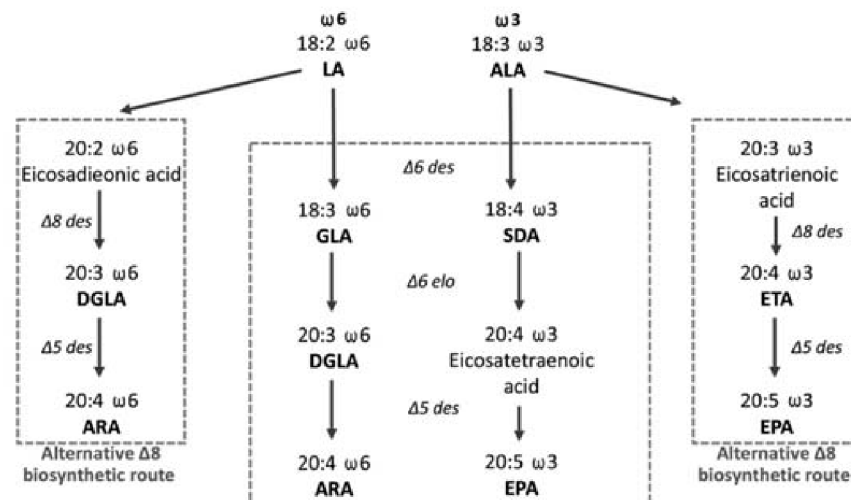 ω6
18:2 ω6
LA
ω3
18:3 ω3
ALA
20:2 ω6
Eicosadieonic acid
Δ8 des
20:3 ω6
DGLA
Δ5 des
20:4 ω6
ARA
Alternative Δ8
biosynthetic route
Δ6 des
18:3 ω6
GLA
18:4 ω3
SDA
Δ6 elo
20:3 ω6
DGLA
20:4 ω3
Eicosatetraenoic
acid
Δ5 des
20:4 ω6
ARA
20:5 ω3
EPA
20:3 ω3
Eicosatrienoic
acid
Δ8 des
20:4 ω3
ETA
Δ5 des
20:5 ω3
EPA
Alternative Δ8
biosynthetic route